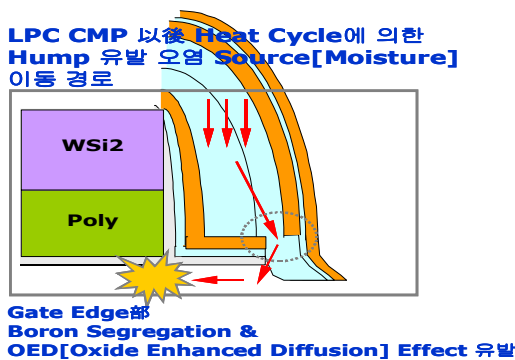 LPC CMP 以後 Heat Cycle에 의한
Hump 유발 오염 Source[Moisture]
이동 경로
WSi2
Poly
Gate Edge部
Boron Segregation &
OED[Oxide Enhanced Diffusion] Effect 유발